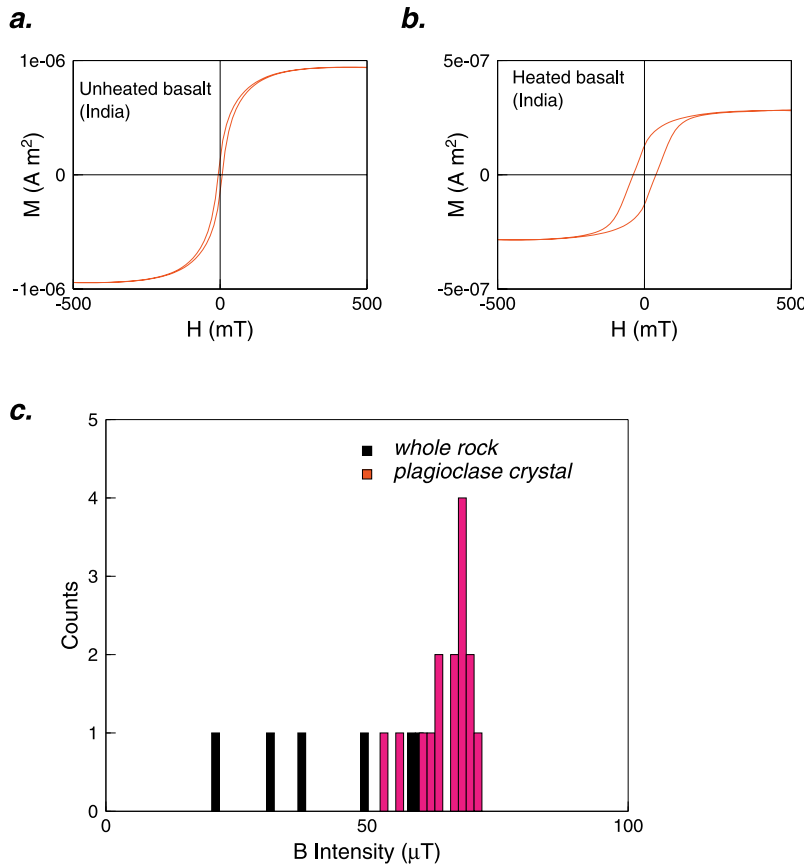 a.
1e-06
Unheated basalt
(India)
M (A m²)
0
-1e-06
-500
0
500
H (mT)
b.
5e-07
Heated basalt
(India)
M (A m²)
0
-5e-07
-500
0
500
H (mT)
c.
5
4
3
2
1
0
Counts
whole rock
plagioclase crystal
0
50
100
B Intensity (μT)